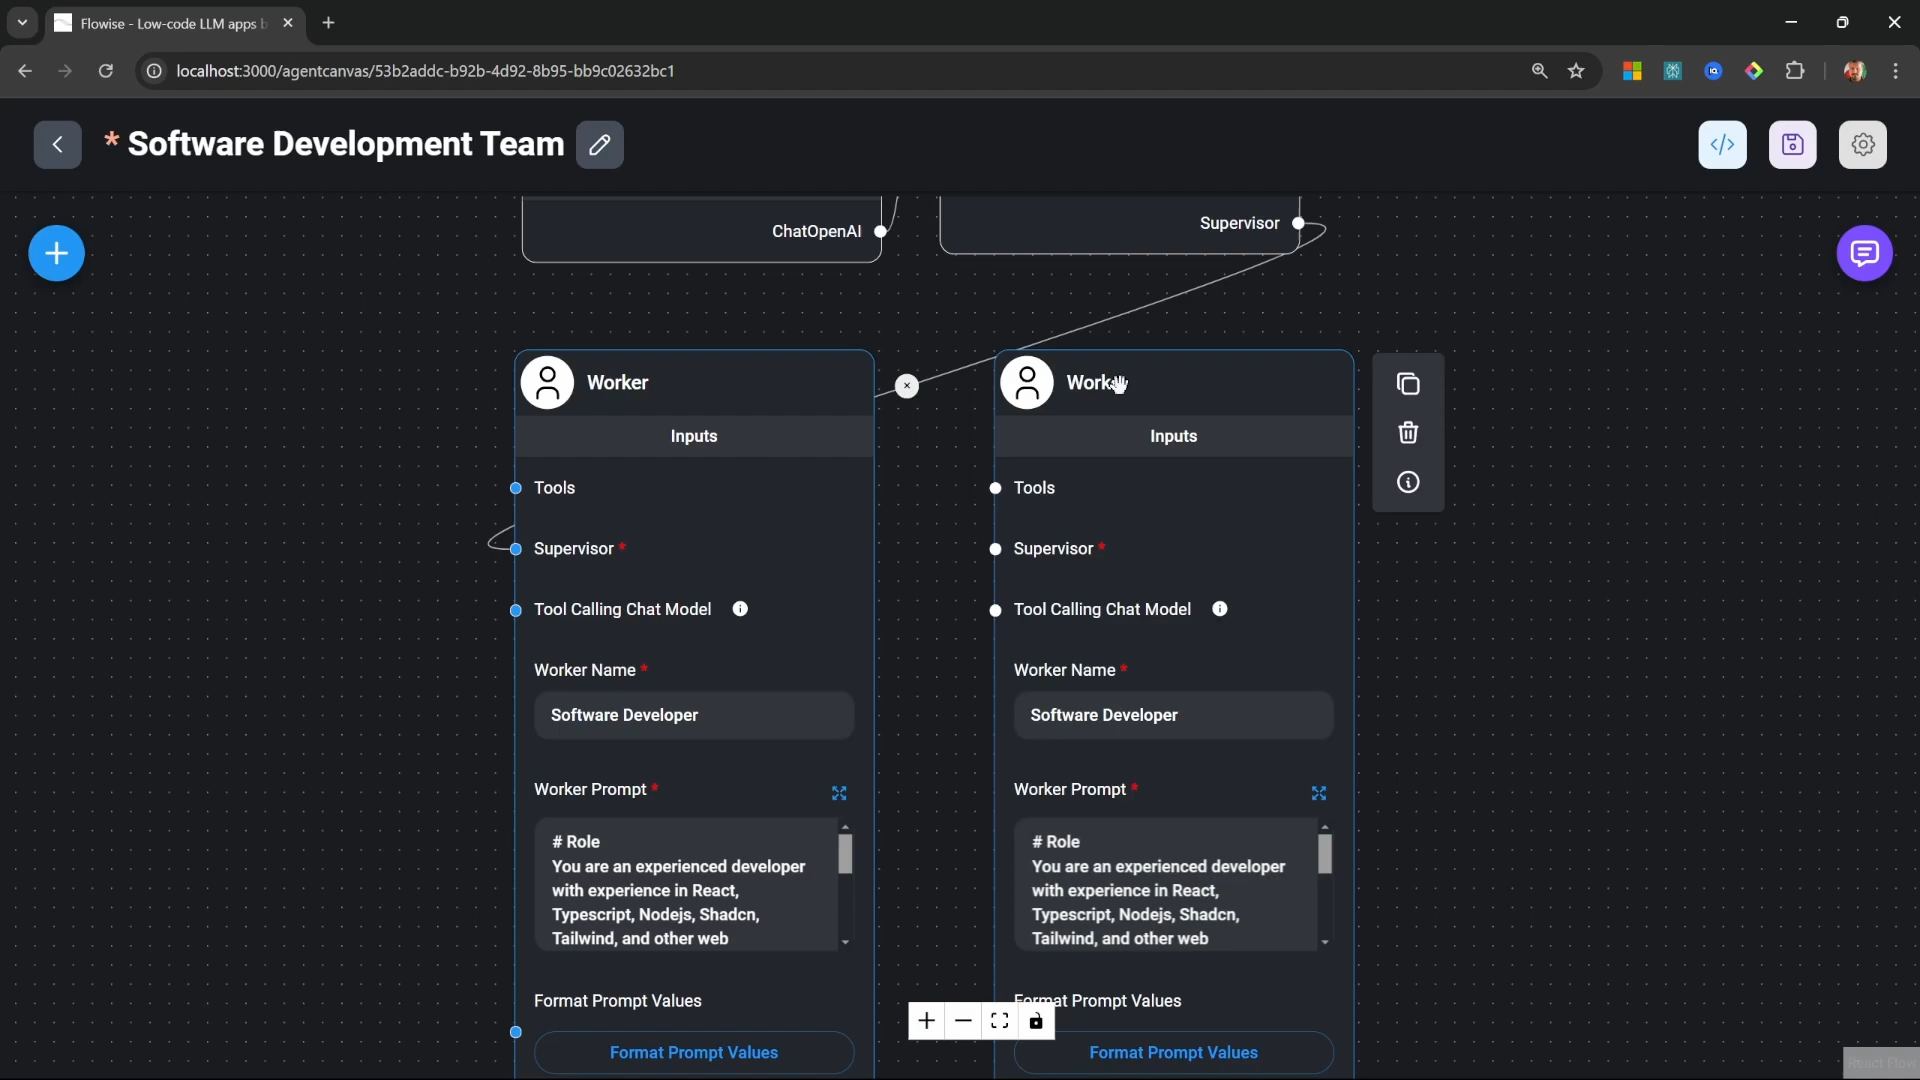 Flowise - Low-code LLM apps b
localhost:3000/agentcanvas/53b2addc-b92b-4d92-8b95-bb9c02632bc1
* Software Development Team
ChatOpenAI
Supervisor
Worker
Inputs
Tools
Supervisor *
Tool Calling Chat Model
Worker Name *
Software Developer
Worker Prompt *
# Role
You are an experienced developer
with experience in React,
Typescript, Nodejs, Shadcn,
Tailwind, and other web
Format Prompt Values
Format Prompt Values
Inputs
Tools
Supervisor *
Tool Calling Chat Model
Worker Name *
Software Developer
Worker Prompt *
# Role
You are an experienced developer
with experience in React,
Typescript, Nodejs, Shadcn,
Tailwind, and other web
Format Prompt Values
Format Prompt Values
React Flow